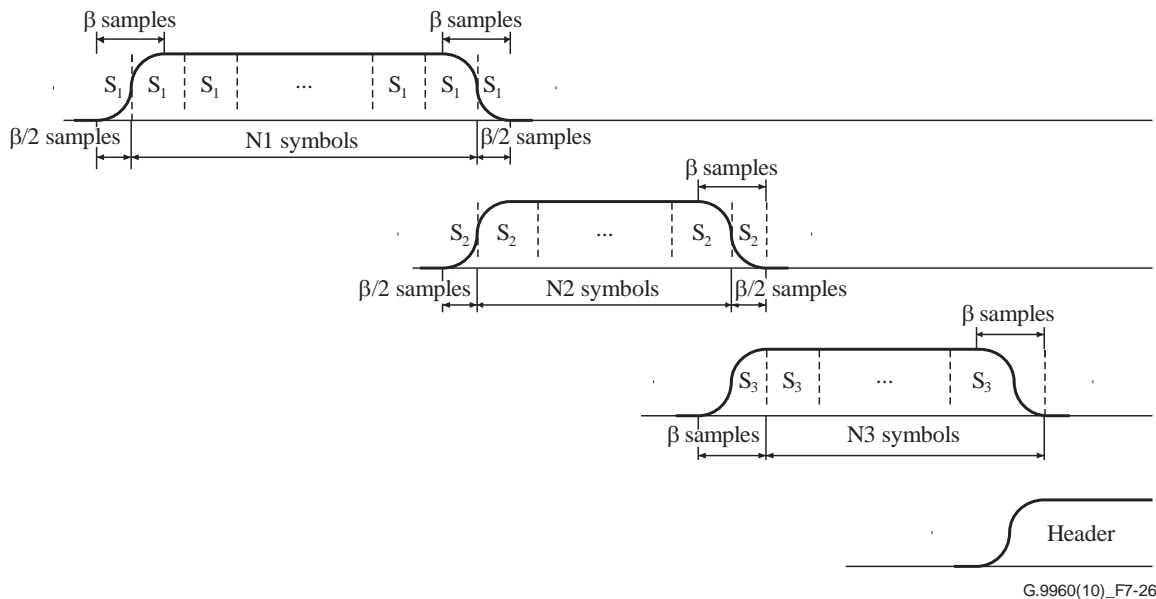 β samples β samples
S₁ S₁ S₁ ... S₁ S₁ S₁
β/2 samples N1 symbols β/2 samples
β samples
S₂ S₂ ... S₂ S₂
β/2 samples N2 symbols β/2 samples
β samples
S₃ S₃ ... S₃
β samples N3 symbols
Header
G.9960(10)_F7-26